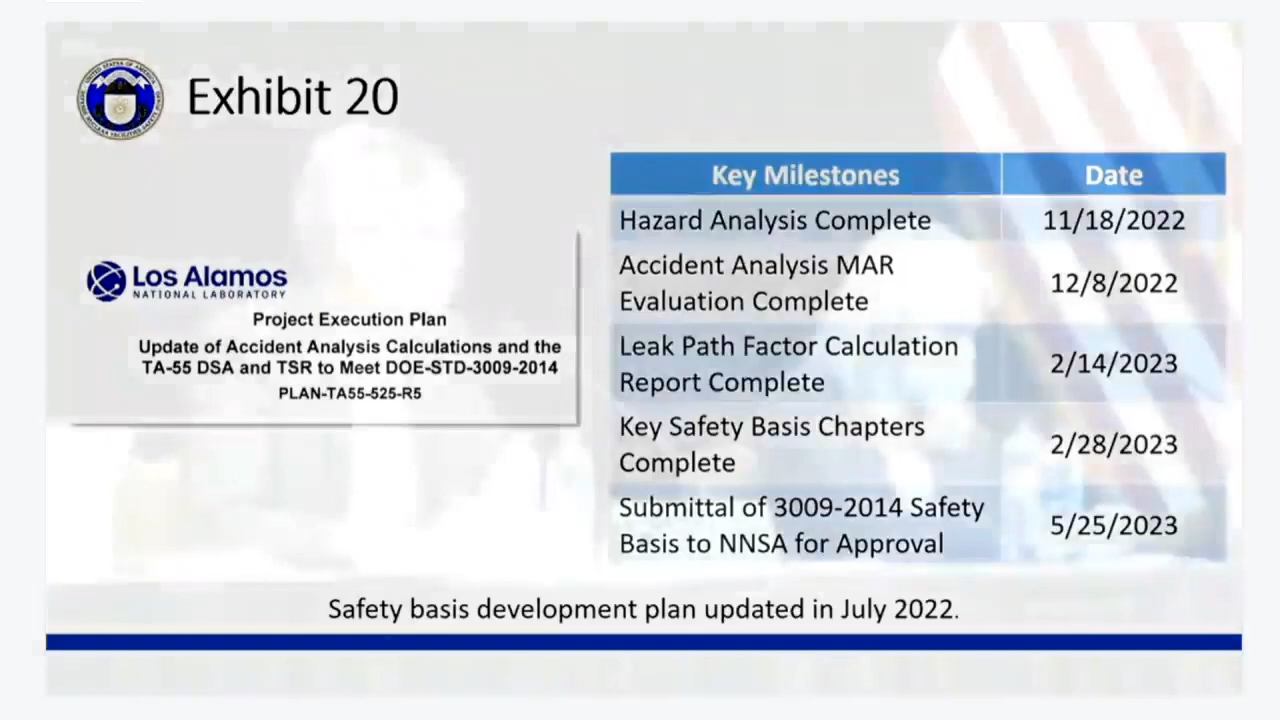 Exhibit 20
Los Alamos
NATIONAL LABORATORY
Project Execution Plan
Update of Accident Analysis Calculations and the
TA-55 DSA and TSR to Meet DOE-STD-3009-2014
PLAN-TA55-525-R5
Key Milestones Date
Hazard Analysis Complete 11/18/2022
Accident Analysis MAR
Evaluation Complete 12/8/2022
Leak Path Factor Calculation
Report Complete 2/14/2023
Key Safety Basis Chapters
Complete 2/28/2023
Submittal of 3009-2014 Safety
Basis to NNSA for Approval 5/25/2023
Safety basis development plan updated in July 2022.